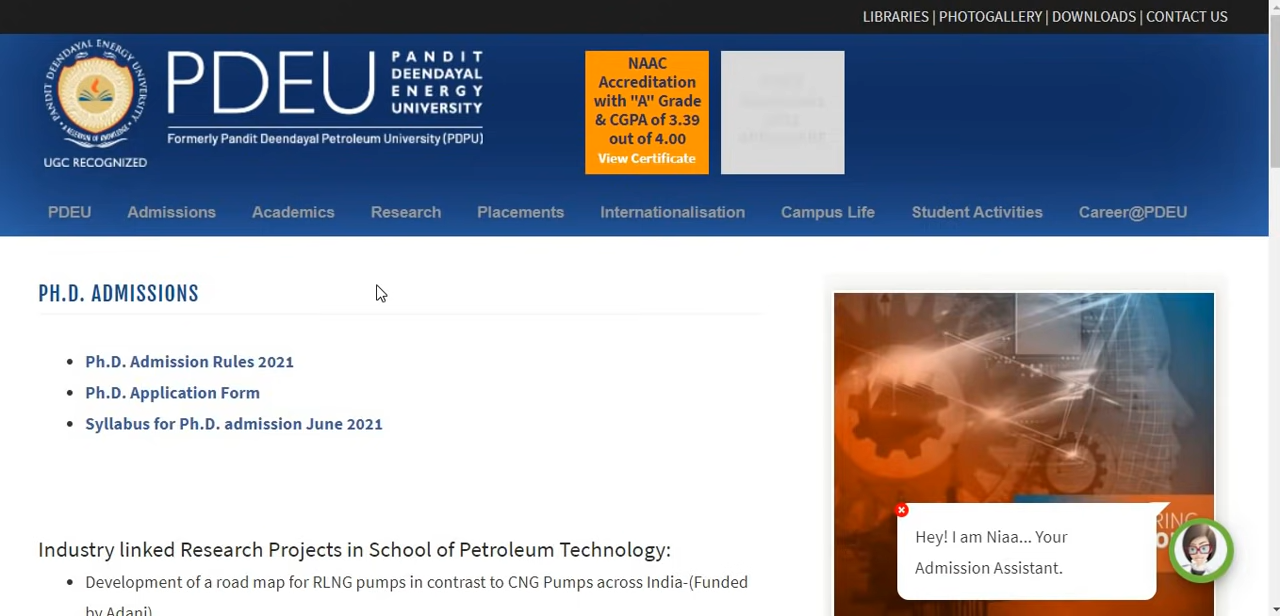 LIBRARIES | PHOTOGALLERY | DOWNLOADS | CONTACT US
PANDIT DEENDAYAL ENERGY UNIVERSITY
UGC RECOGNIZED
PDEU
PANDIT
DEENDAYAL
ENERGY
UNIVERSITY
Formerly Pandit Deendayal Petroleum University (PDPU)
NAAC
Accreditation
with "A" Grade
& CGPA of 3.39
out of 4.00
View Certificate
PDEU Admissions Academics Research Placements Internationalisation Campus Life Student Activities Career@PDEU
PH.D. ADMISSIONS
• Ph.D. Admission Rules 2021
• Ph.D. Application Form
• Syllabus for Ph.D. admission June 2021
Industry linked Research Projects in School of Petroleum Technology:
• Development of a road map for RLNG pumps in contrast to CNG Pumps across India-(Funded
by Adani)
Hey! I am Niaa... Your
Admission Assistant.